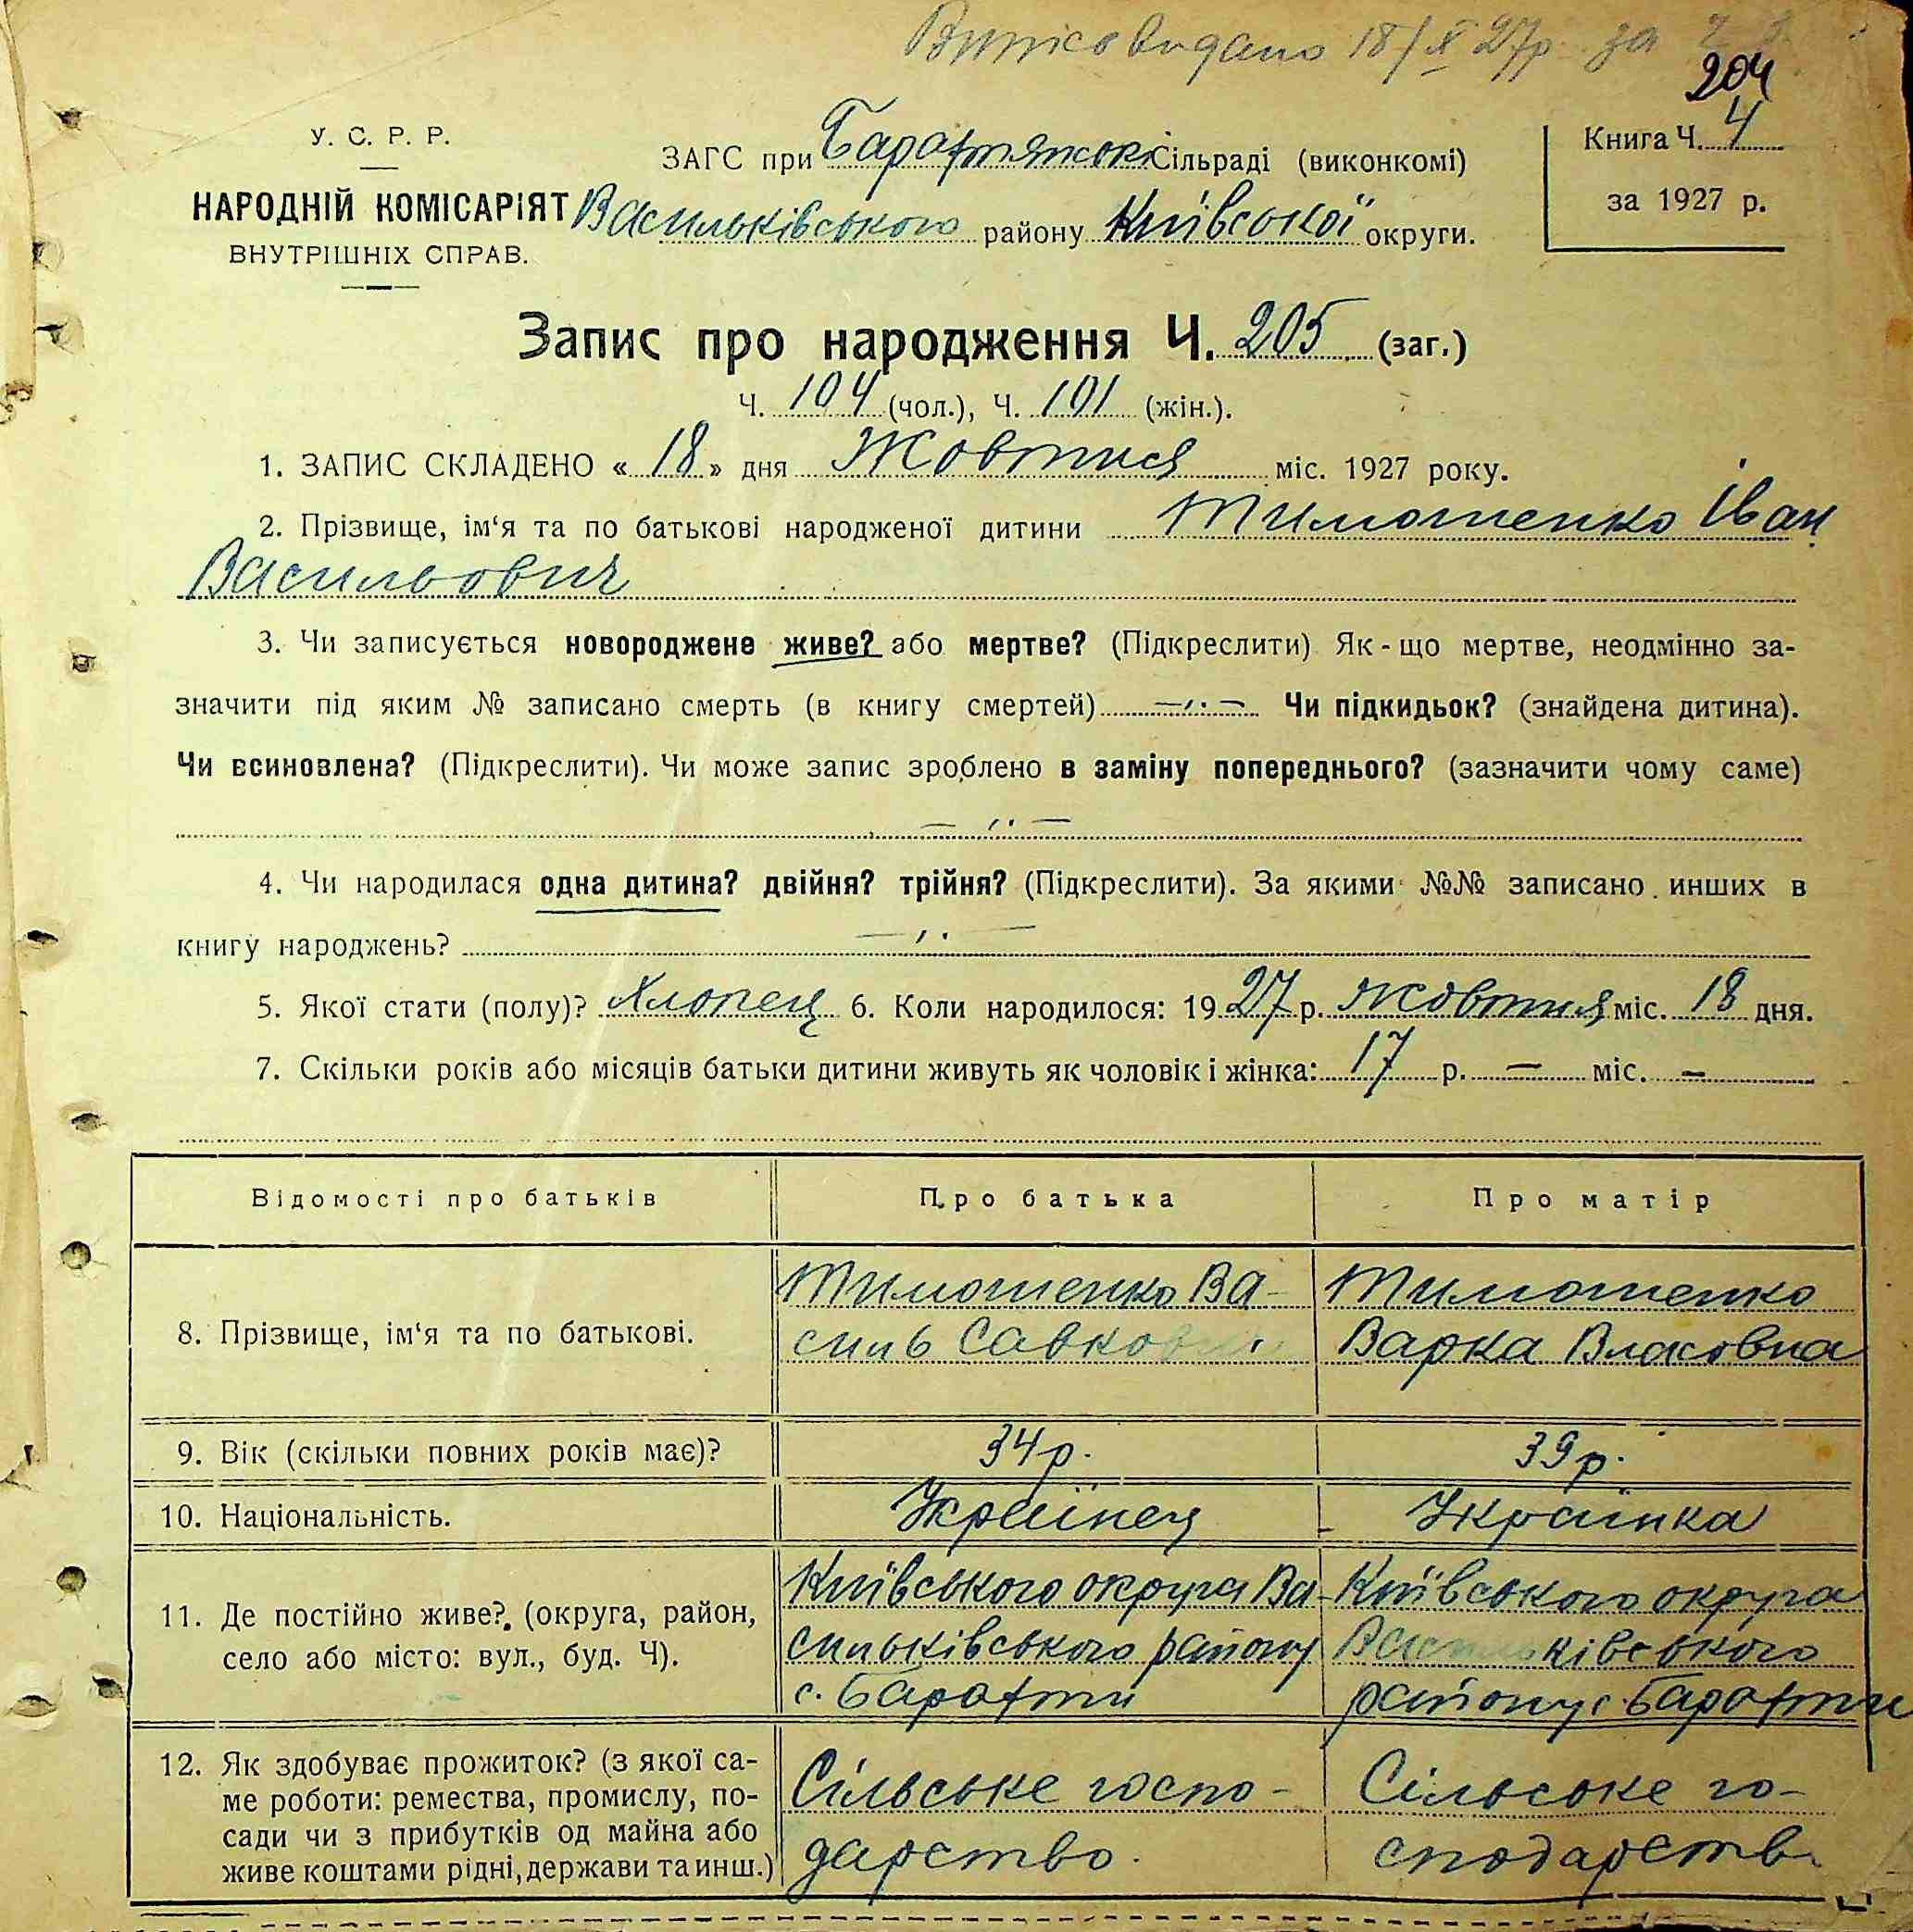 видано 18/X 27р. за ч.
204
У. С. Р. Р.
НАРОДНІЙ КОМІСАРІЯТ
ВНУТРІШНІХ СПРАВ.
ЗАГС при Барахтянській Сільраді (виконкомі)
Васильківського району Київської округи.
Книга Ч. 4
за 1927 р.
Запис про народження Ч. 205 (заг.)
Ч. 104 (чол.), Ч. 101 (жін.).
1. ЗАПИС СКЛАДЕНО « 18 » дня Жовтня міс. 1927 року.
2. Прізвище, ім‘я та по батькові народженої дитини Тимошенко Іван
Васильович
3. Чи записується новороджене живе? або мертве? (Підкреслити) Як-що мертве, неодмінно за-
значити під яким № записано смерть (в книгу смертей) —„— Чи підкидьок? (знайдена дитина).
Чи всиновлена? (Підкреслити). Чи може запис зроблено в заміну попереднього? (зазначити чому саме)
— „ —
4. Чи народилася одна дитина? двійня? трійня? (Підкреслити). За якими №№ записано инших в
книгу народжень? — „ —
5. Якої стати (полу)? Хлопець 6. Коли народилося: 1927 р. жовтня міс. 18 дня.
7. Скільки років або місяців батьки дитини живуть як чоловік і жінка: 17 р. — міс. —
Відомості про батьків Про батька Про матір
8. Прізвище, ім‘я та по батькові.
Тимошенко Ва-
силь Савков
Тимошенко
Варка Власовна
9. Вік (скільки повних років має)? 34 р. 39 р.
10. Національність. Українец Українка
11. Де постійно живе? (округа, район,
село або місто: вул., буд. Ч).
Київського округа Ва-
сильківського району
с. Барахти
Київського округа
Васильківського
району с. Барахти
12. Як здобуває прожиток? (з якої са-
ме роботи: ремества, промислу, по-
сади чи з прибутків од майна або
живе коштами рідні, держави та инш.)
Сільське госпо-
дарство.
Сільське го-
сподарств